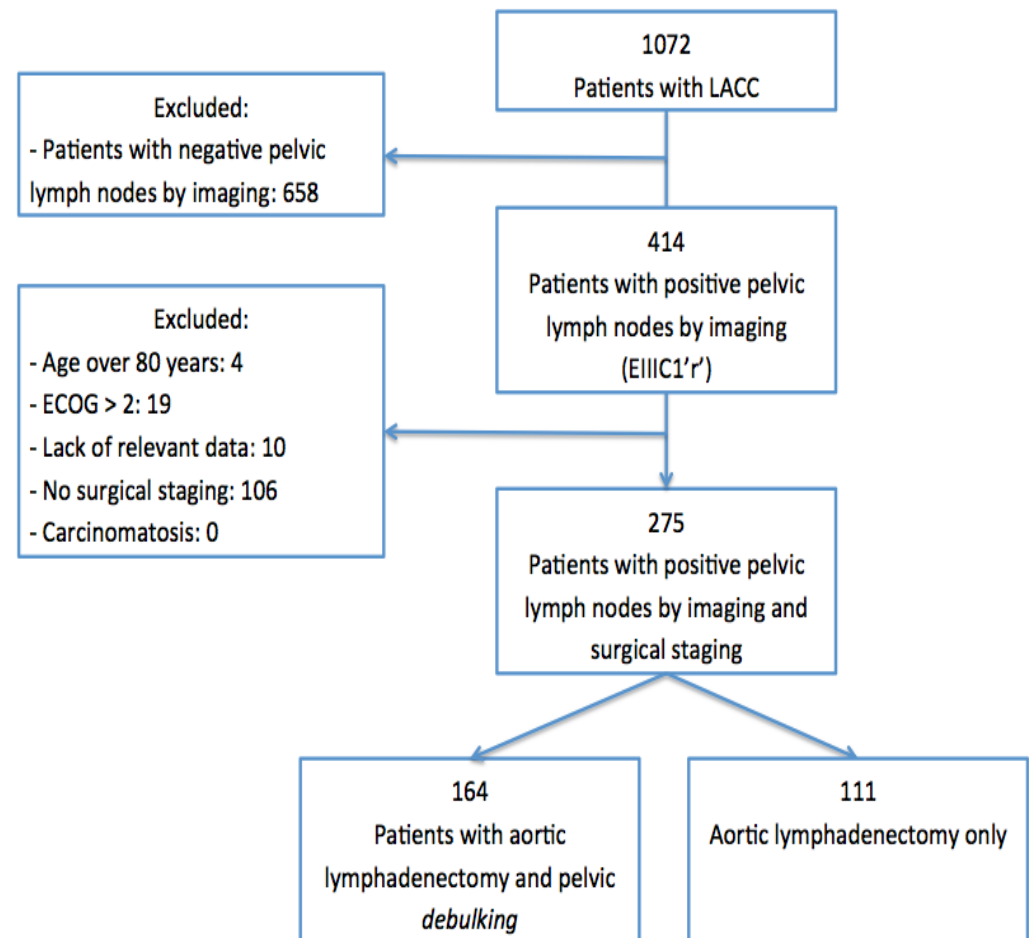 1072
Patients with LACC
Excluded:
- Patients with negative pelvic
lymph nodes by imaging: 658
414
Patients with positive pelvic
lymph nodes by imaging
(EIIIC1’r’)
Excluded:
- Age over 80 years: 4
- ECOG > 2: 19
- Lack of relevant data: 10
- No surgical staging: 106
- Carcinomatosis: 0
275
Patients with positive pelvic
lymph nodes by imaging and
surgical staging
164
Patients with aortic
lymphadenectomy and pelvic
debulking
111
Aortic lymphadenectomy only